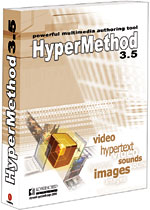 powerful multimedia authoring tool
HyperMethod
3.5
video
hypertext
sounds
images
HyperMethod 3.5